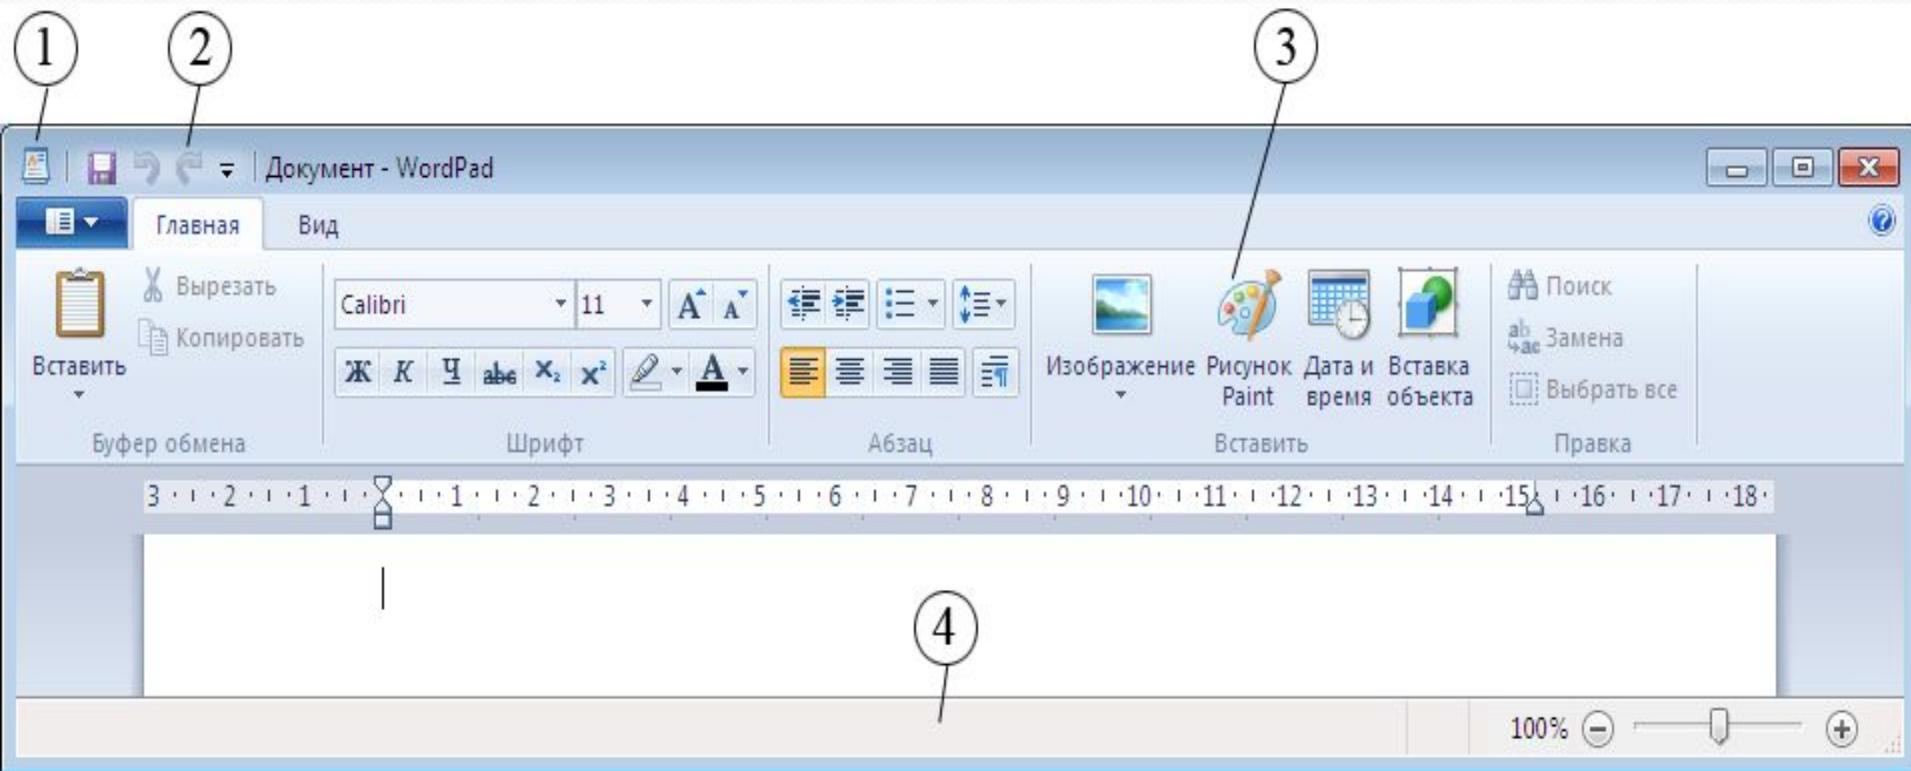 1 2 3
Документ - WordPad
Главная Вид
Вставить
Вырезать
Копировать
Буфер обмена
Calibri 11 A A
Ж К Ч abc X₂ X² A
Шрифт
Абзац
Изображение
Рисунок
Paint
Дата и
время
Вставка
объекта
Вставить
Поиск
Замена
Выбрать все
Правка
3 2 1 1 2 3 4 5 6 7 8 9 10 11 12 13 14 15 16 17 18
4
100%